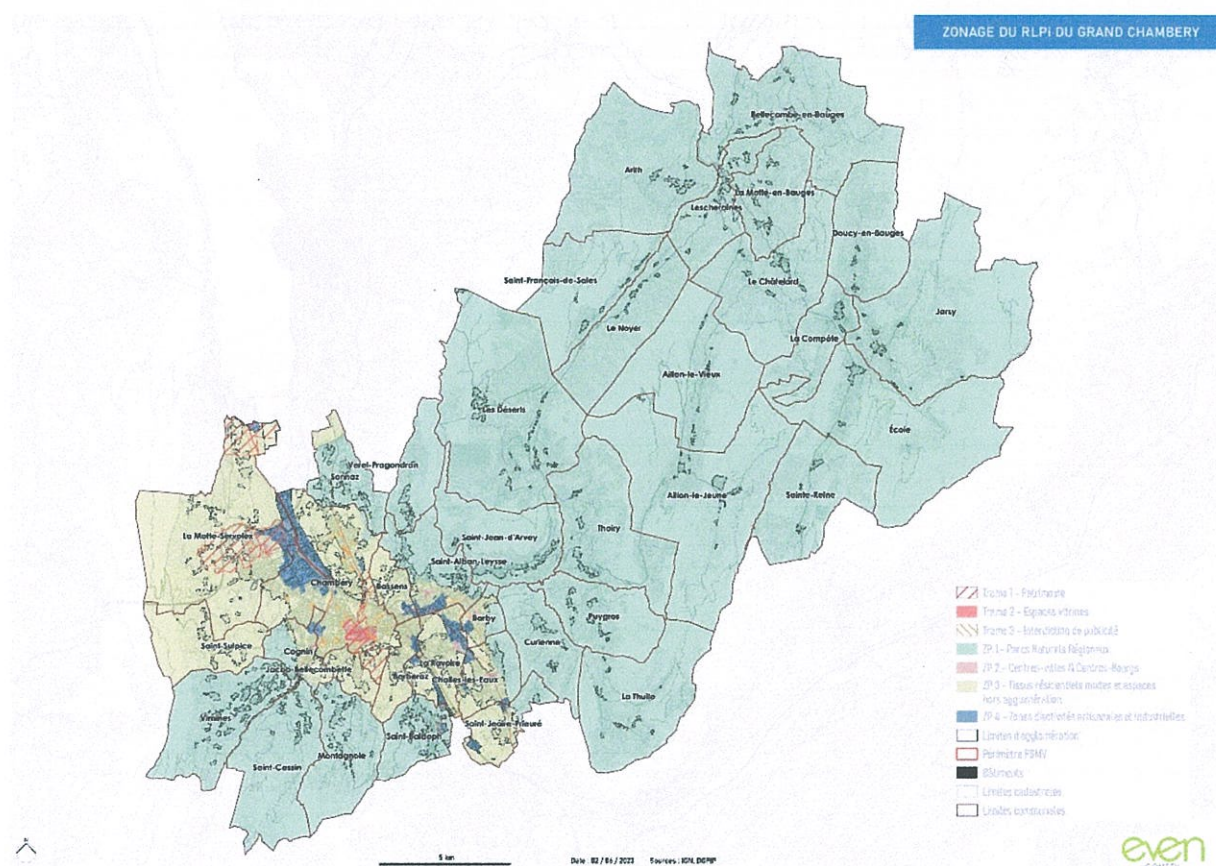 ZONAGE DU RLPI DU GRAND CHAMBERY
Bellecombe-en-Bauges
Arith
La Motte-en-Bauges
Lescheraines
Doucy-en-Bauges
Saint-François-de-Sales
Le Châtelard
Jarsy
Le Noyer
La Compôte
Aillon-le-Vieux
Les Déserts
École
Verel-Pragondran
Sonnaz
Aillon-le-Jeune
Sainte-Reine
La Motte-Servolex
Saint-Jean-d'Arvey
Thoiry
Saint-Alban-Leysse
Chambéry
Bassens
Barby
Puygros
Saint-Sulpice
Curienne
Cognin
Jacob-Bellecombette
La Ravoire
Barberaz
Challes-les-Eaux
La Thuile
Vimines
Saint-Jeoire-Prieuré
Saint-Baldoph
Montagnole
Saint-Cassin
Trame 1 - Patrimoine
Trame 2 - Espaces vitrines
Trame 3 - Interdictions de publicité
ZP 1 - Parcs Naturels Régionaux
ZP 2 - Centres-villes & Centres-Bourgs
ZP 3 - Tissus résidentiels mixtes et espaces
hors agglomération
ZP 4 - Zones d'activités artisanales et industrielles
Limites d'agglomération
Périmètre PSMV
Bâtiments
Limites cadastrales
Limites communales
N
5 km
Date : 02 / 06 / 2023 Sources : IGN, DGFIP
even